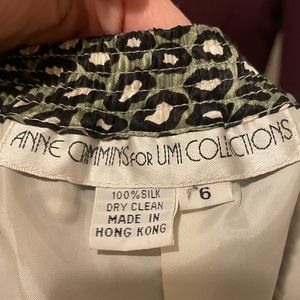 ANNE CRIMMINS FOR UMI COLLECTIONS
100% SILK
DRY CLEAN
MADE IN
HONG KONG
6